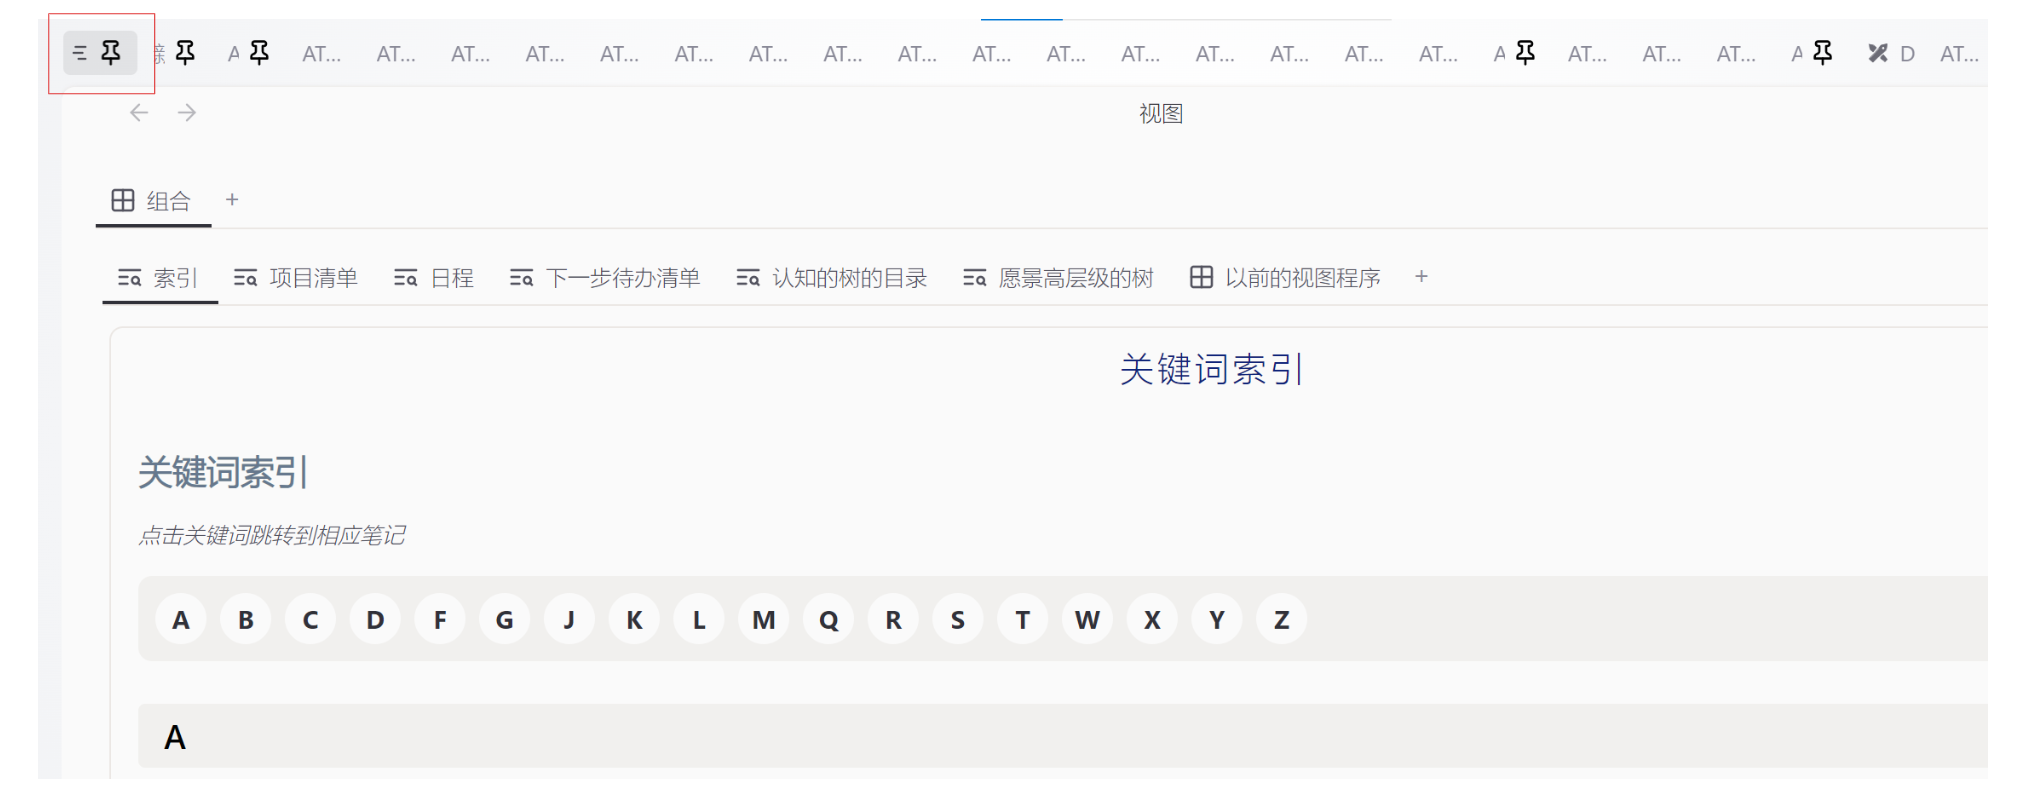 A AT... AT... AT... AT... AT... AT... AT... AT... AT... AT... AT... AT... AT... AT... AT... AT... A AT... AT... AT... A D AT...
视图
组合 +
索引 项目清单 日程 下一步待办清单 认知的树的目录 愿景高层级的树 以前的视图程序 +
关键词索引
关键词索引
点击关键词跳转到相应笔记
A B C D F G J K L M Q R S T W X Y Z
A